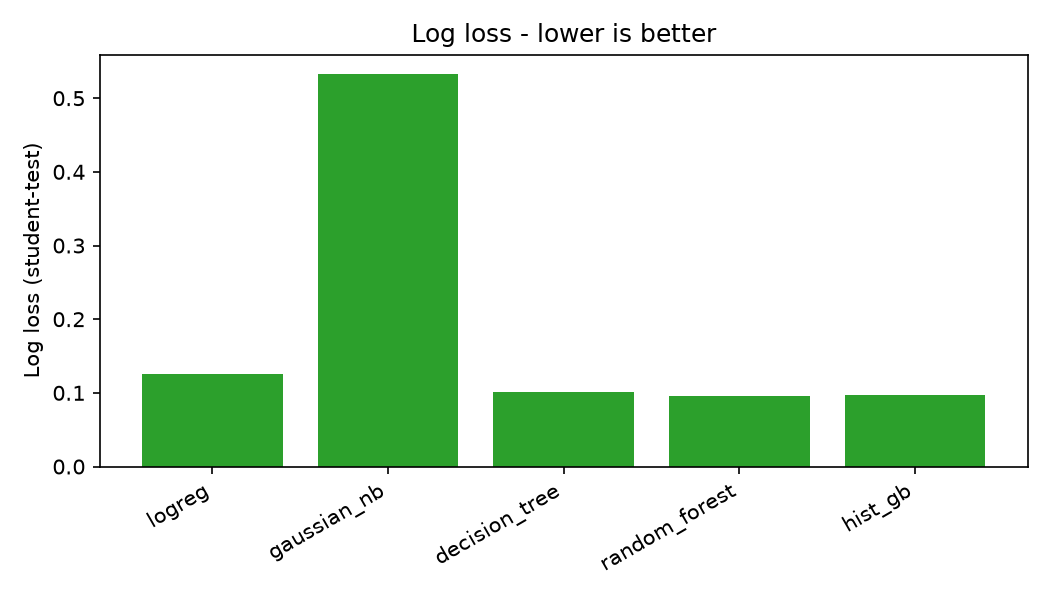 Log loss - lower is better
Log loss (student-test)
0.5
0.4
0.3
0.2
0.1
0.0
logreg
gaussian_nb
decision_tree
random_forest
hist_gb